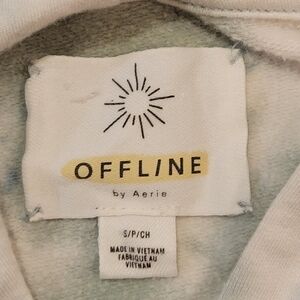 OFFLINE
by Aerie
S/P/CH
MADE IN VIETNAM
FABRIQUÉ AU
VIETNAM